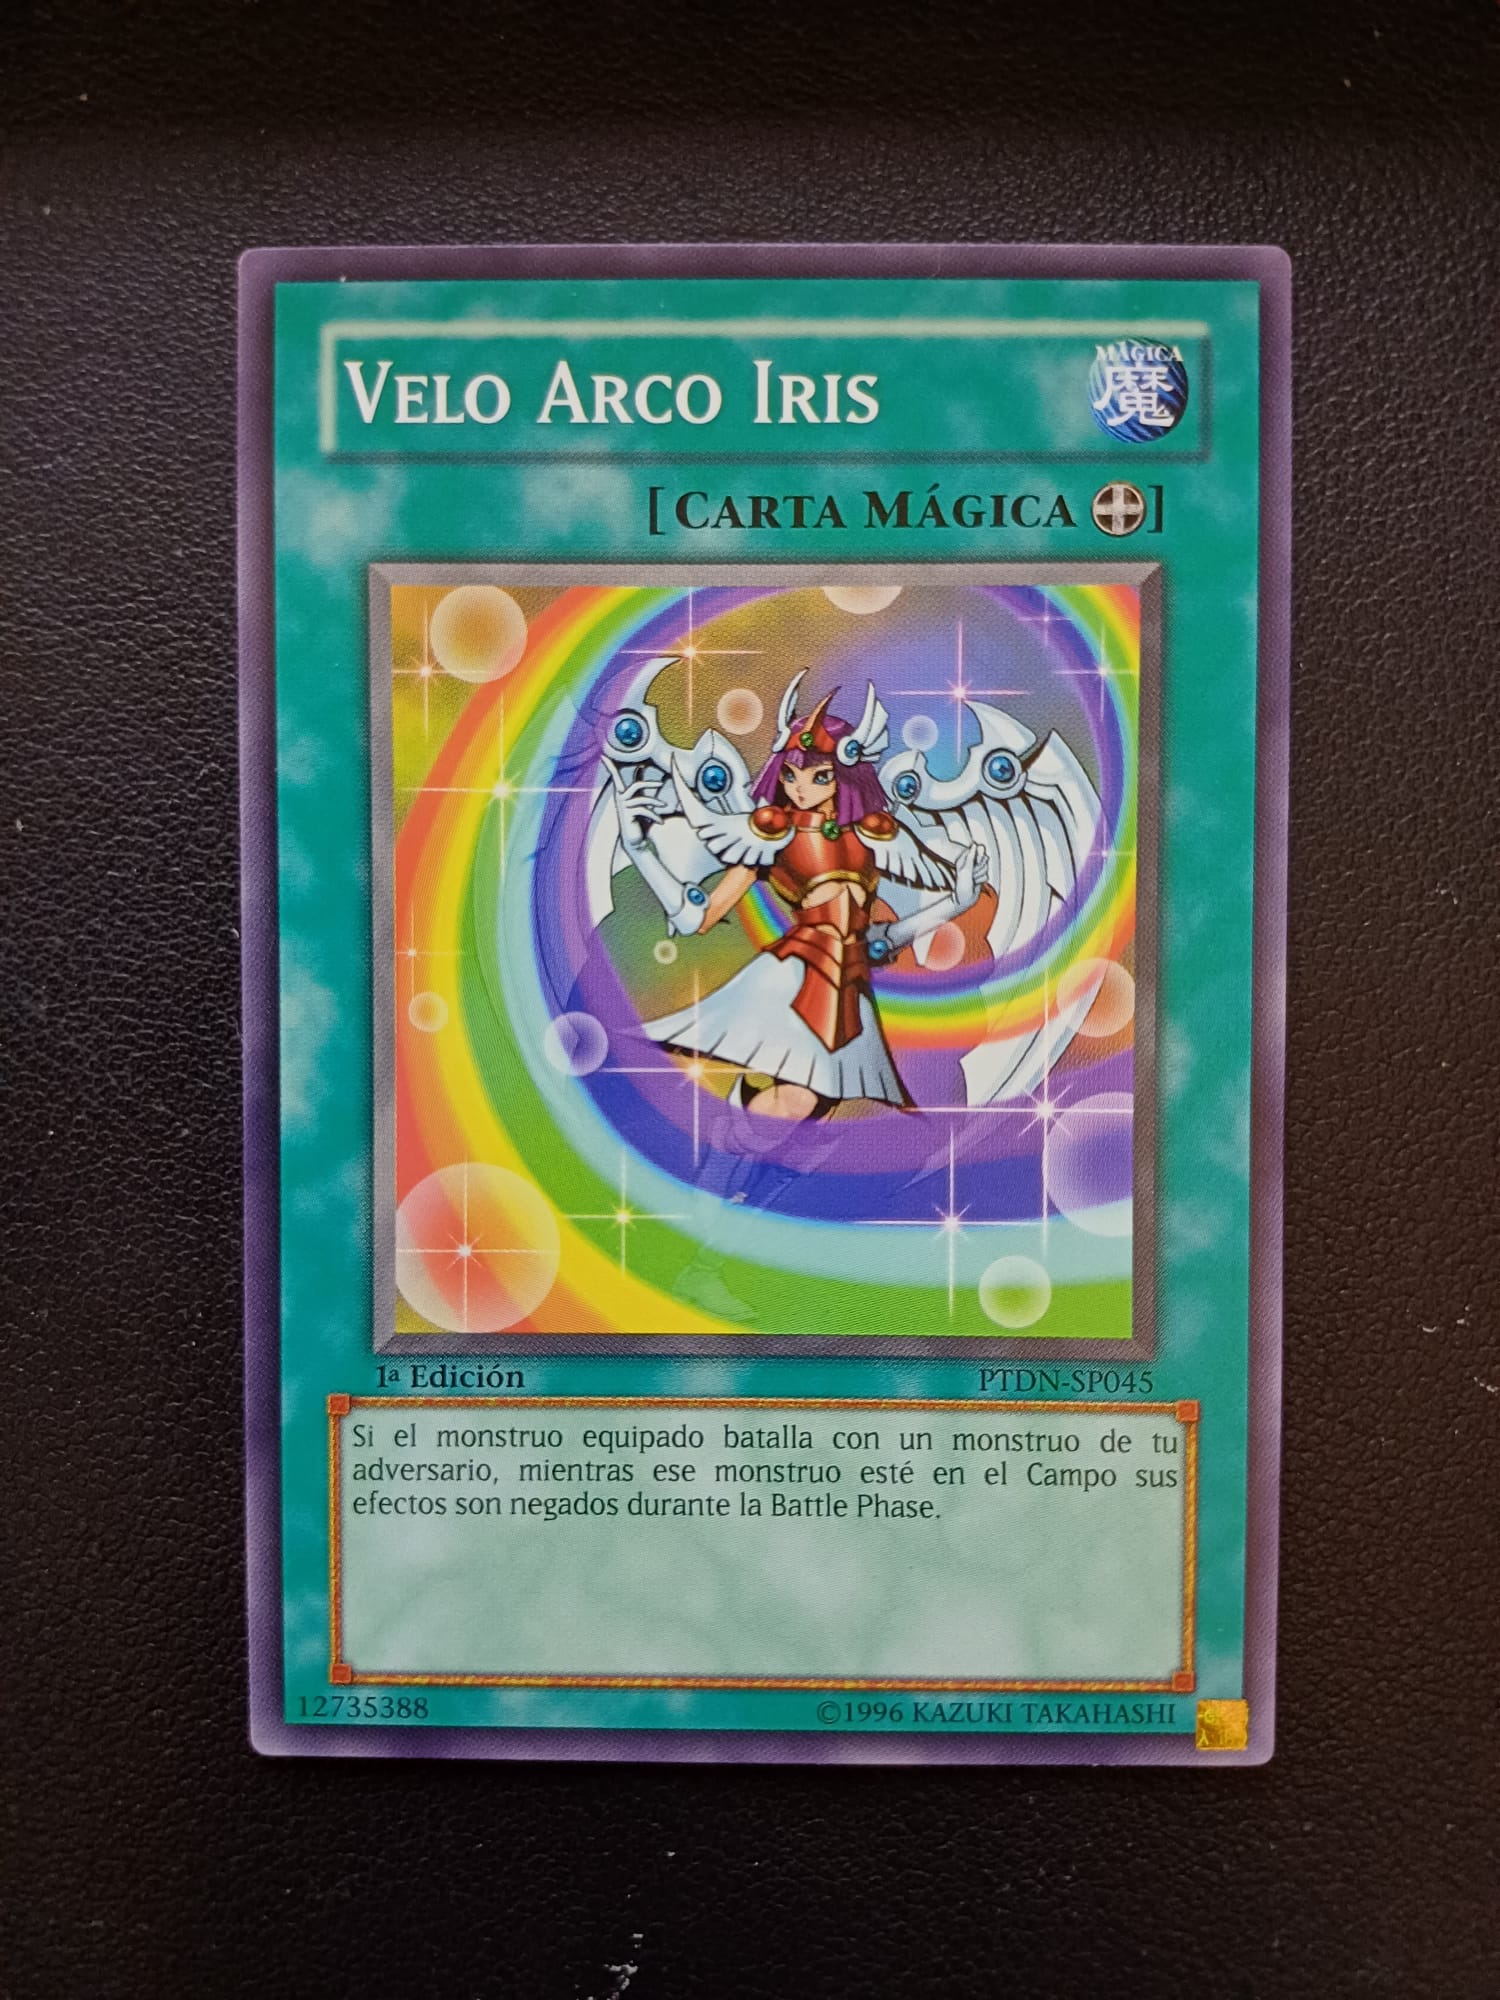 VELO ARCO IRIS
MÁGICA
魔
[CARTA MÁGICA]
1ª Edición
PTDN-SP045
Si el monstruo equipado batalla con un monstruo de tu
adversario, mientras ese monstruo esté en el Campo sus
efectos son negados durante la Battle Phase.
12735388
©1996 KAZUKI TAKAHASHI